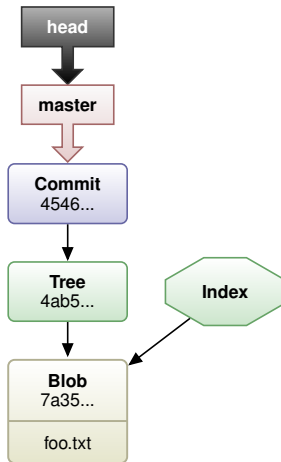 head
master
Commit
4546...
Tree
4ab5...
Index
Blob
7a35...
foo.txt